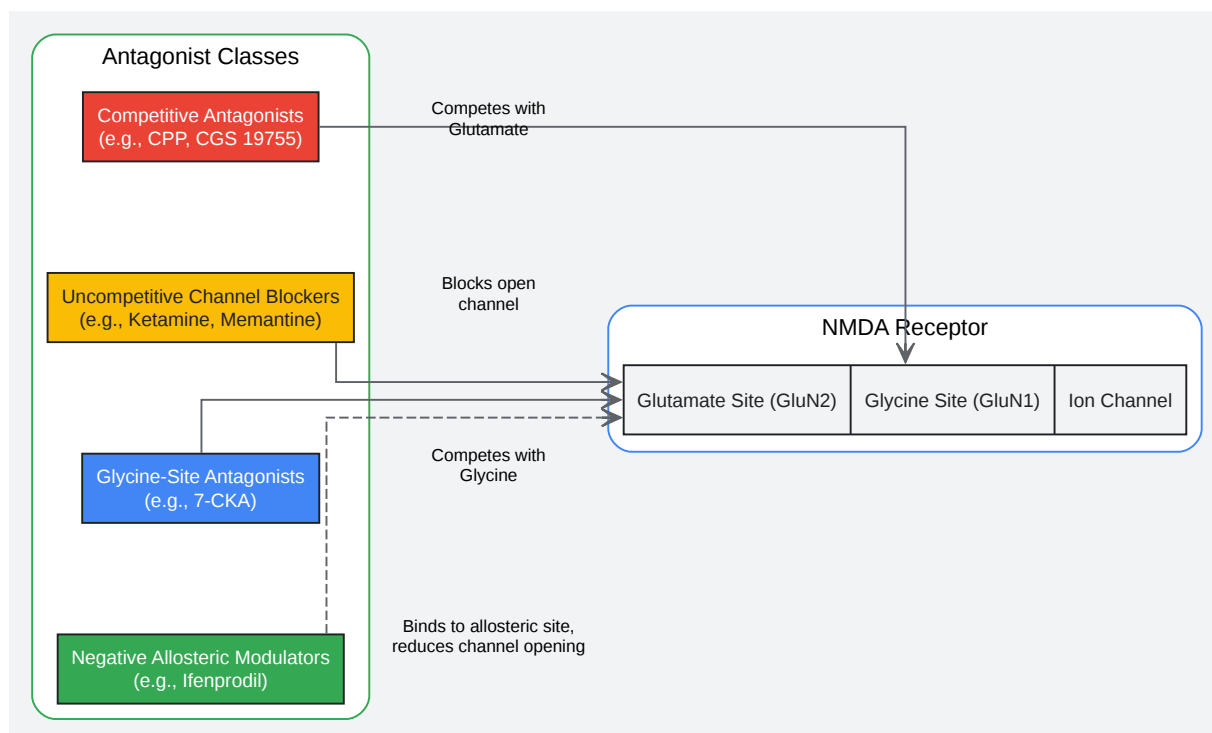 Antagonist Classes
Competitive Antagonists
(e.g., CPP, CGS 19755)
Competes with
Glutamate
Uncompetitive Channel Blockers
(e.g., Ketamine, Memantine)
Blocks open
channel
NMDA Receptor
Glutamate Site (GluN2)
Glycine Site (GluN1)
Ion Channel
Glycine-Site Antagonists
(e.g., 7-CKA)
Competes with
Glycine
Negative Allosteric Modulators
(e.g., Ifenprodil)
Binds to allosteric site,
reduces channel opening